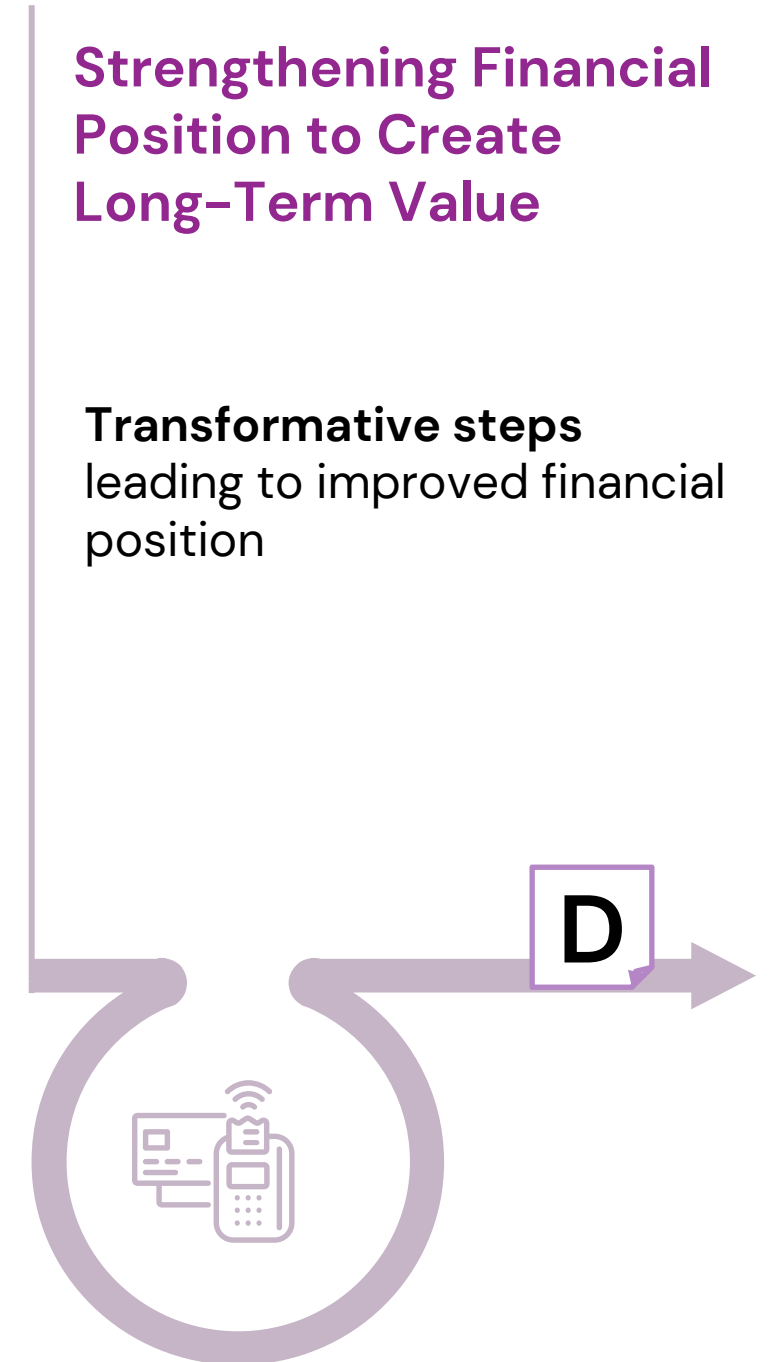 Strengthening Financial
Position to Create
Long-Term Value
Transformative steps
leading to improved financial
position
D